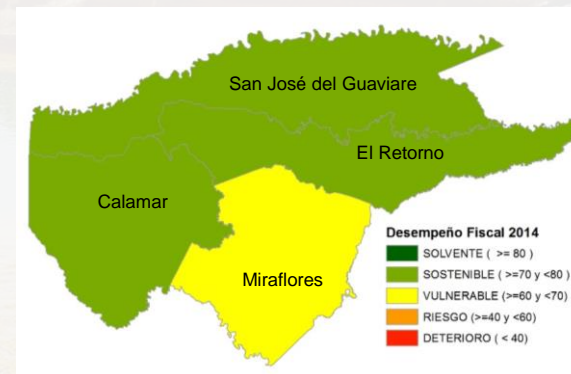 San José del Guaviare
El Retorno
Calamar
Miraflores
Desempeño Fiscal 2014
SOLVENTE ( >= 80 )
SOSTENIBLE ( >=70 y <80 )
VULNERABLE (>=60 y <70)
RIESGO (>=40 y <60)
DETERIORO ( < 40)